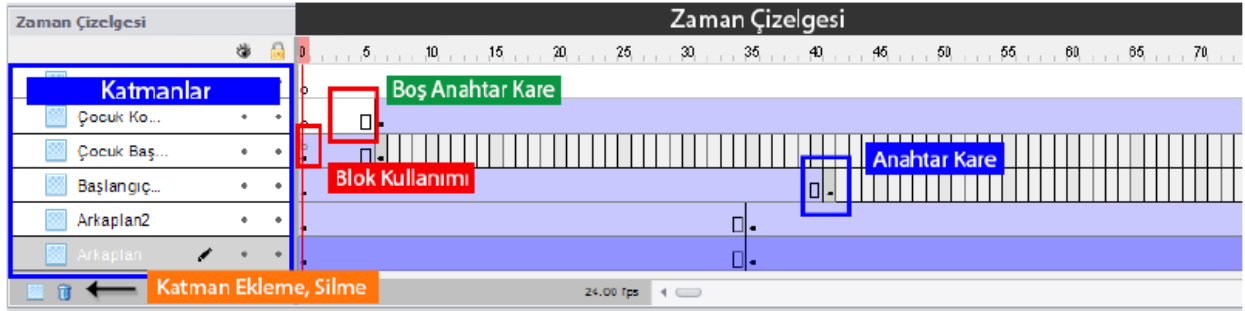 Zaman Çizelgesi
Zaman Çizelgesi
0 5 10 15 20 25 30 35 40 45 50 55 60 65 70
Katmanlar
Boş Anahtar Kare
Çocuk Ko...
Çocuk Baş...
Anahtar Kare
Blok Kullanımı
Başlangıç...
Arkaplan2
Arkaplan
Katman Ekleme, Silme
24.00 fps